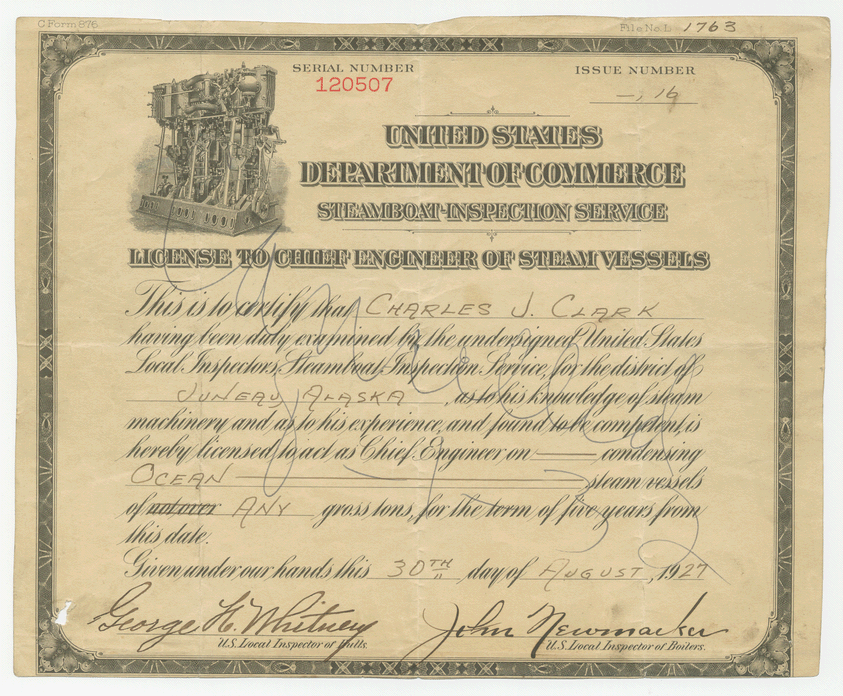 C Form 876
File No. L- 1763
SERIAL NUMBER
120507
ISSUE NUMBER
—, 16
UNITED STATES
DEPARTMENT OF COMMERCE
STEAMBOAT-INSPECTION SERVICE
LICENSE TO CHIEF ENGINEER OF STEAM VESSELS
This is to certify that CHARLES J. CLARK
having been duly examined by the undersigned, United States
Local Inspectors, Steamboat-Inspection Service, for the district of
JUNEAU, ALASKA, as to his knowledge of steam
machinery, and as to his experience, and found to be competent, is
hereby licensed to act as Chief Engineer, on —— condensing
OCEAN —— steam vessels
of not over ANY gross tons, for the term of five years from
this date.
Given under our hands this 30TH day of AUGUST, 1927
George H. Whitney
John Newmarker
U.S. Local Inspector of Hulls.
U.S. Local Inspector of Boilers.